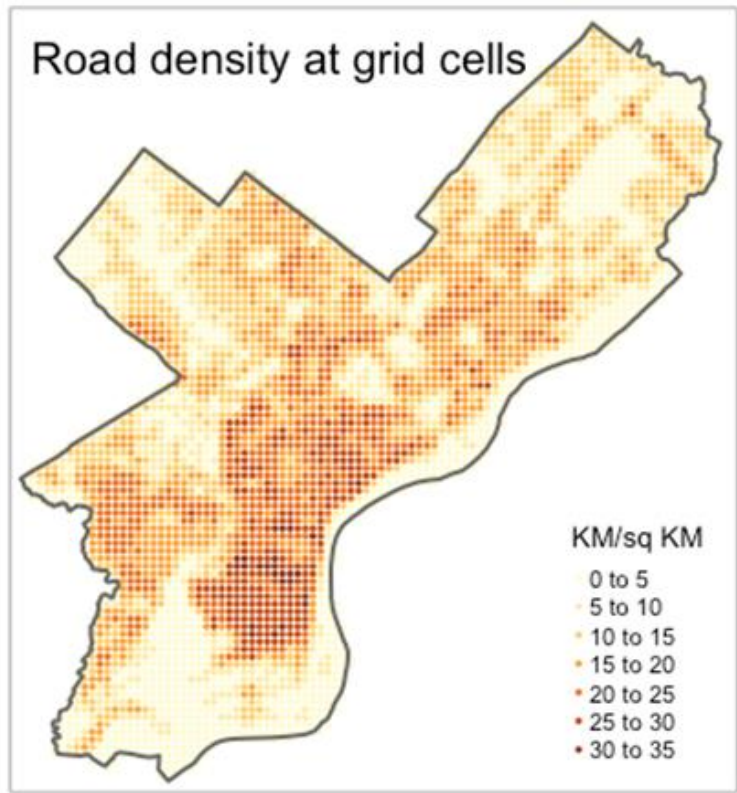 Road density at grid cells
KM/sq KM
0 to 5
5 to 10
10 to 15
15 to 20
20 to 25
25 to 30
30 to 35